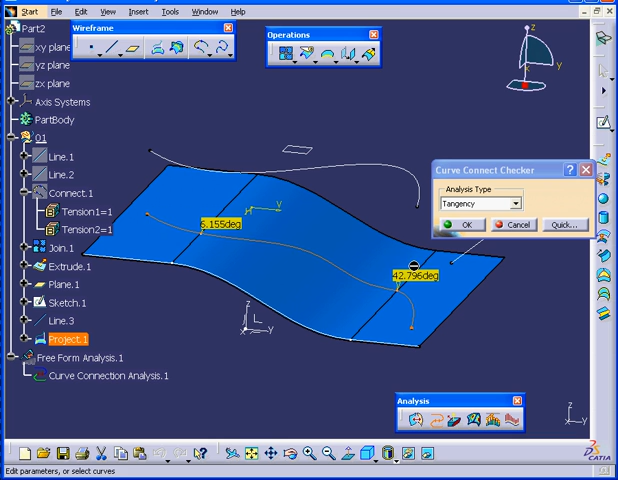 Start File Edit View Insert Tools Window Help
Part2
Wireframe
Operations
xy plane
yz plane
zx plane
z
y
Axis Systems
PartBody
01
Line.1
Line.2
Connect.1
Tension1=1
Tension2=1
Join.1
Extrude.1
Plane.1
Sketch.1
Line.3
Project.1
Free Form Analysis.1
Curve Connection Analysis.1
Curve Connect Checker
Analysis Type
Tangency
OK Cancel Quick...
H
y
6.155deg
42.796deg
z
y
Analysis
z
y
CATIA
Edit parameters, or select curves